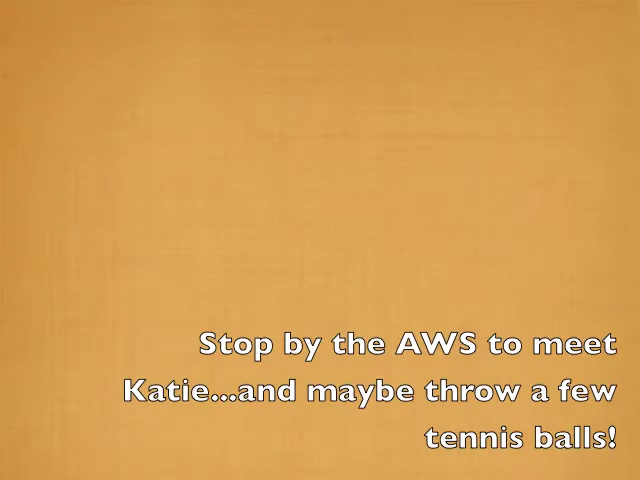 Stop by the AWS to meet
Katie...and maybe throw a few
tennis balls!